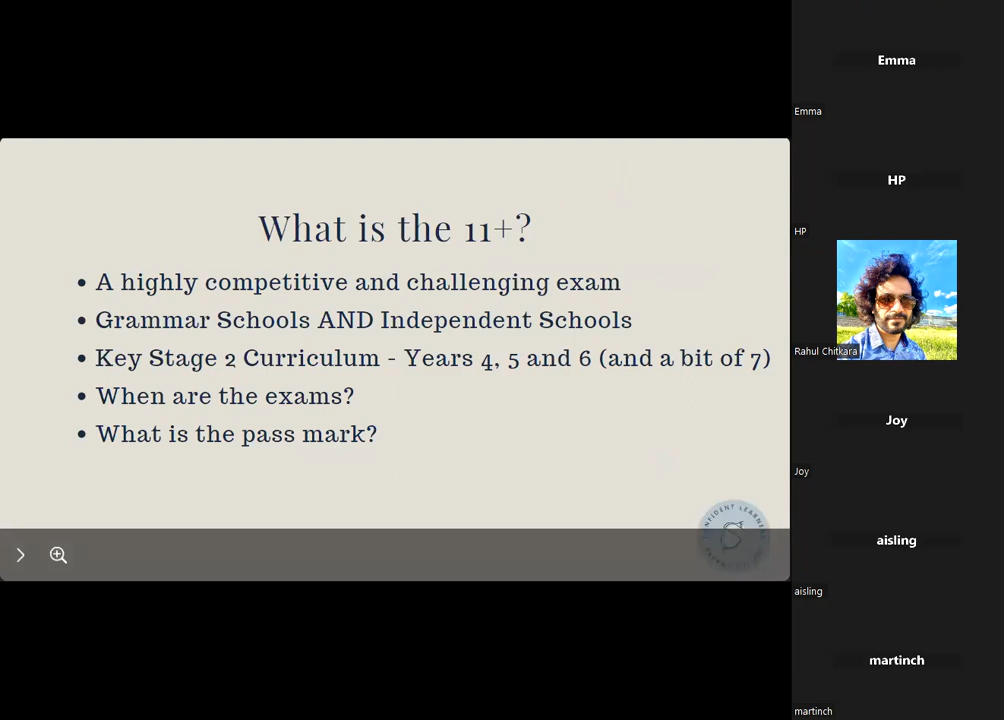 What is the 11+?
• A highly competitive and challenging exam
• Grammar Schools AND Independent Schools
• Key Stage 2 Curriculum - Years 4, 5 and 6 (and a bit of 7)
• When are the exams?
• What is the pass mark?
Emma
Emma
HP
HP
Rahul Chitkara
Joy
Joy
aisling
aisling
martinch
martinch